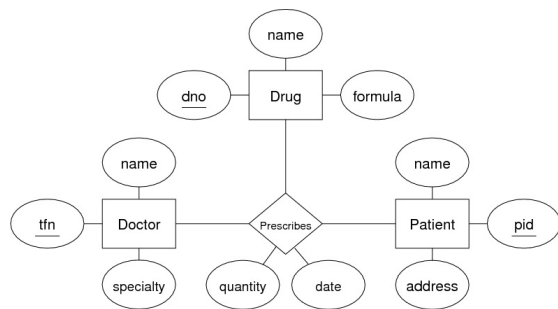 name
dno
Drug
formula
name
name
tfn
Doctor
Prescribes
Patient
pid
specialty
quantity
date
address